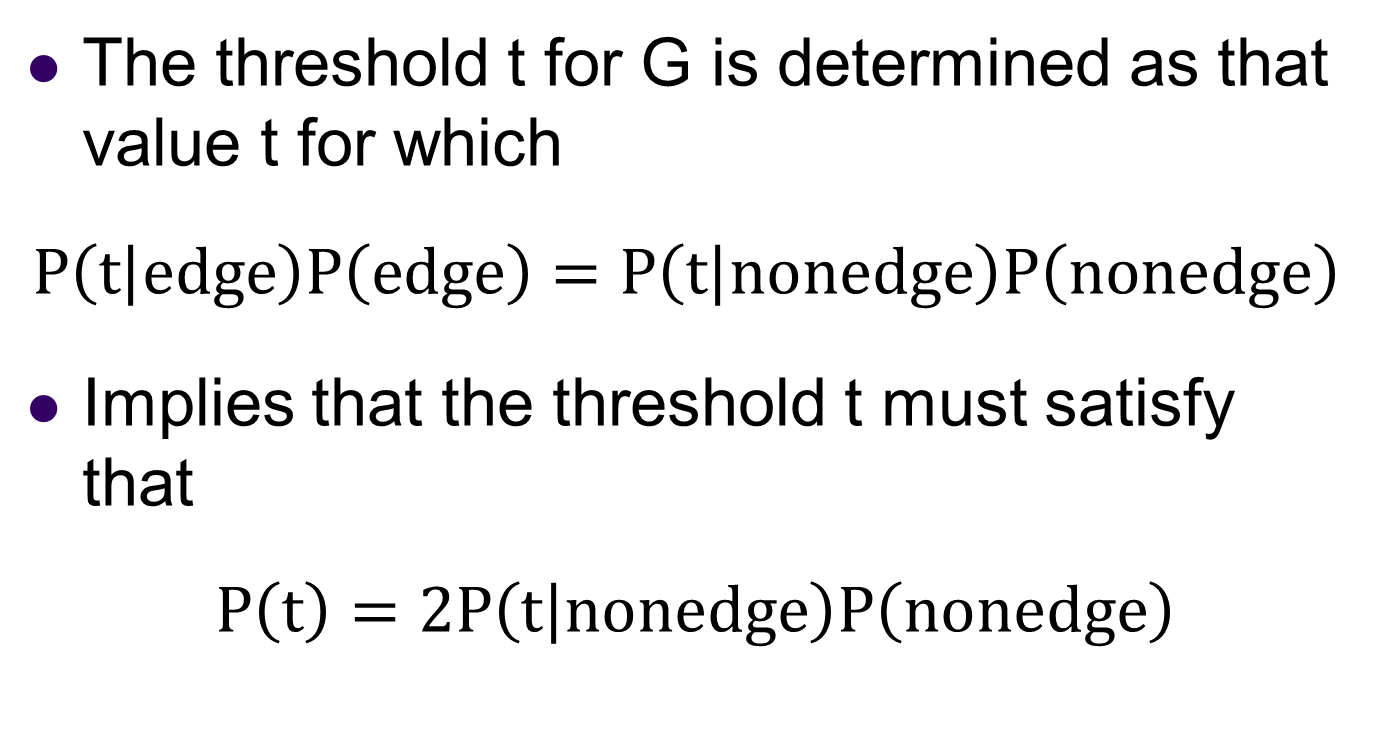 ● The threshold t for G is determined as that
value t for which
P(t|edge)P(edge) = P(t|nonedge)P(nonedge)
● Implies that the threshold t must satisfy
that
P(t) = 2P(t|nonedge)P(nonedge)